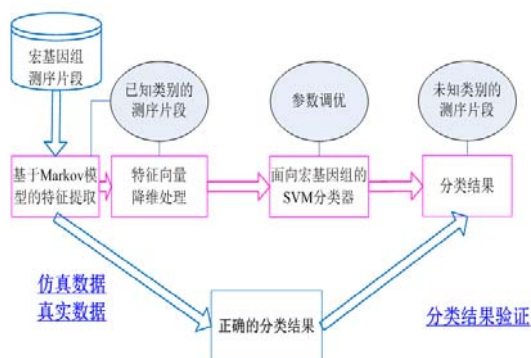 宏基因组
测序片段
已知类别的
测序片段
参数调优
未知类别的
测序片段
基于Markov模
型的特征提取
特征向量
降维处理
面向宏基因组的
SVM分类器
分类结果
仿真数据
真实数据
正确的分类结果
分类结果验证